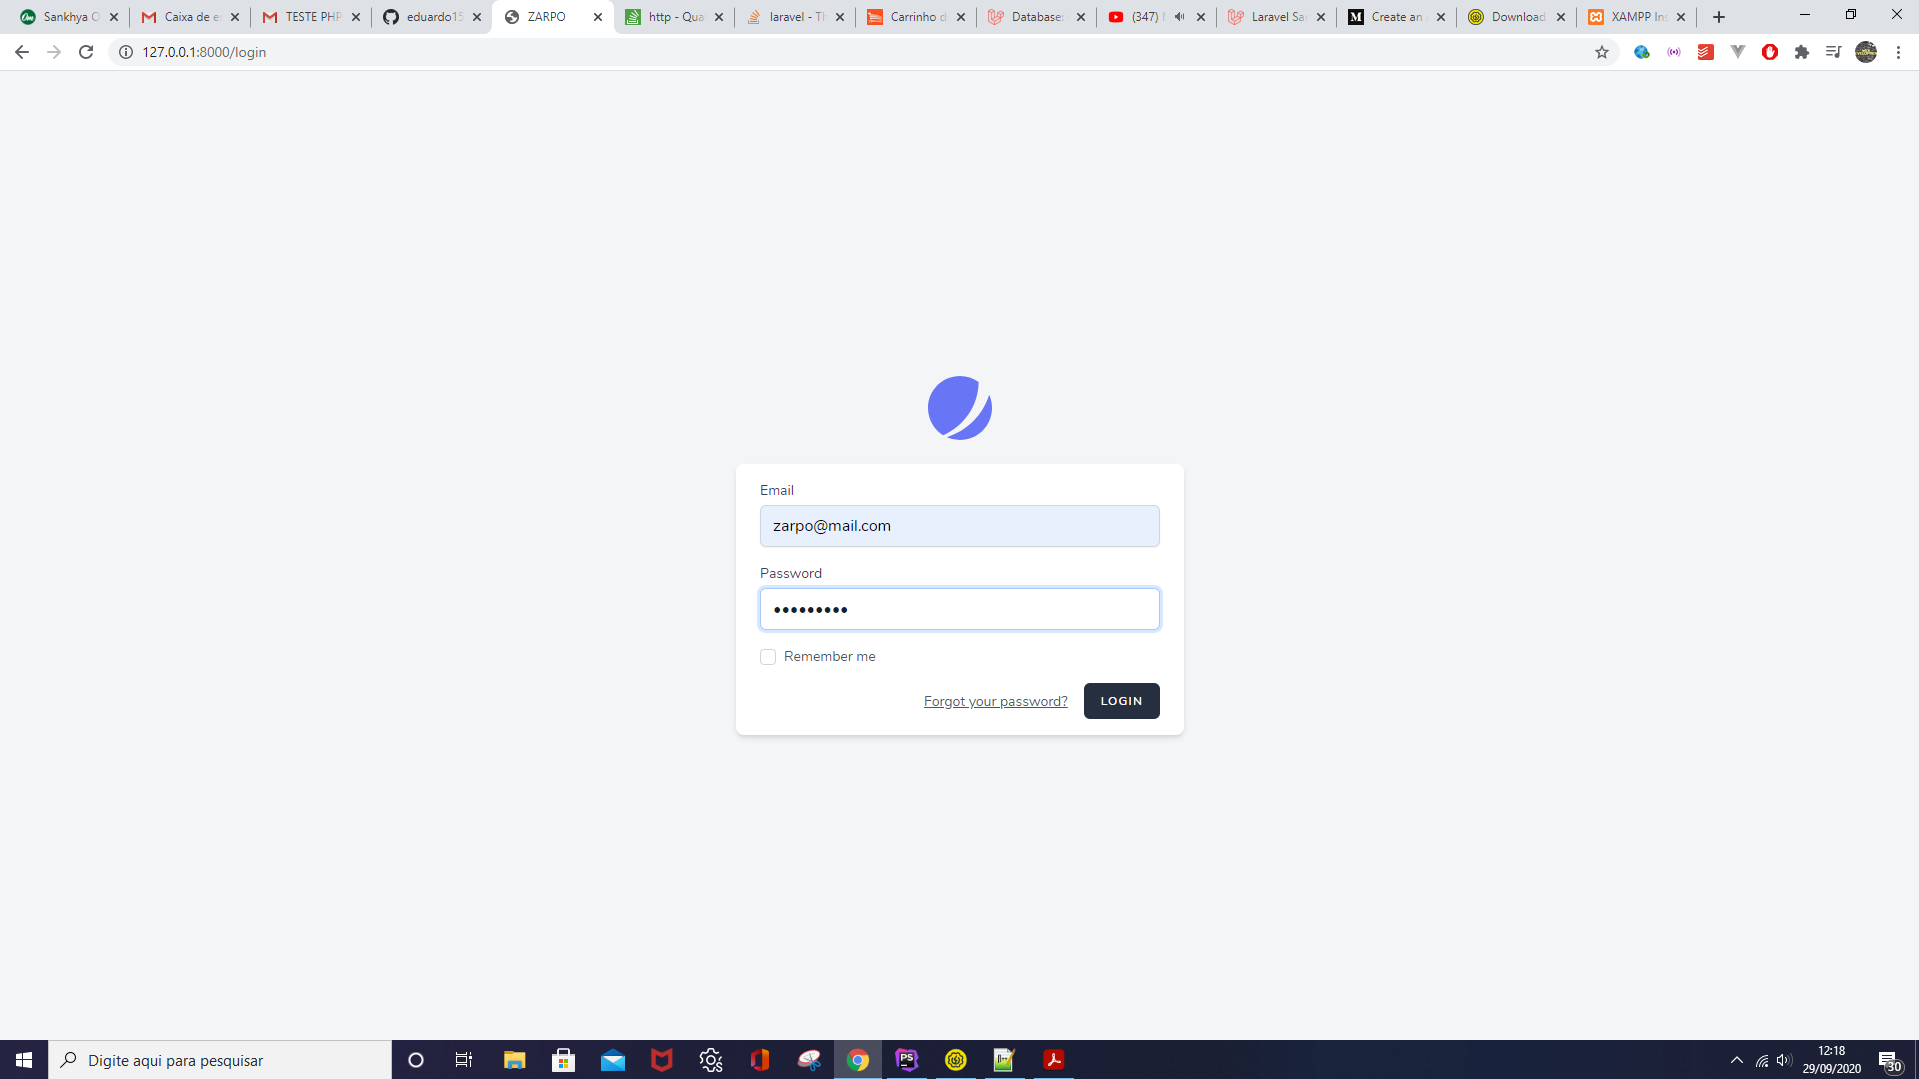 Sankhya O
Caixa de e
TESTE PHP
eduardo15
ZARPO
http - Qua
laravel - Th
Carrinho d
Database:
(347)
Laravel Sa
Create an
Download
XAMPP Ins
127.0.0.1:8000/login
Email
zarpo@mail.com
Password
•••••••••
Remember me
Forgot your password?
LOGIN
Digite aqui para pesquisar
12:18
29/09/2020
30